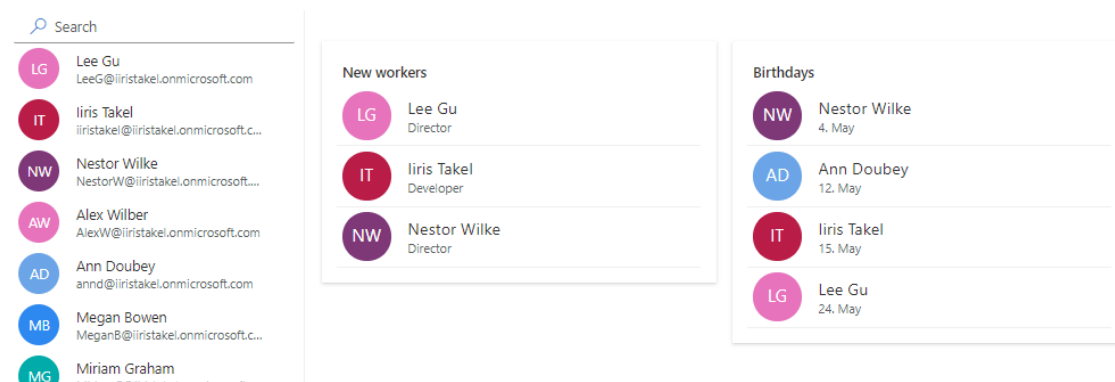 Search
LG
Lee Gu
LeeG@iiristakel.onmicrosoft.com
IT
Iiris Takel
iiristakel@iiristakel.onmicrosoft.c...
NW
Nestor Wilke
NestorW@iiristakel.onmicrosoft....
AW
Alex Wilber
AlexW@iiristakel.onmicrosoft.com
AD
Ann Doubey
annd@iiristakel.onmicrosoft.com
MB
Megan Bowen
MeganB@iiristakel.onmicrosoft.c...
MG
Miriam Graham
New workers
LG
Lee Gu
Director
IT
Iiris Takel
Developer
NW
Nestor Wilke
Director
Birthdays
NW
Nestor Wilke
4. May
AD
Ann Doubey
12. May
IT
Iiris Takel
15. May
LG
Lee Gu
24. May